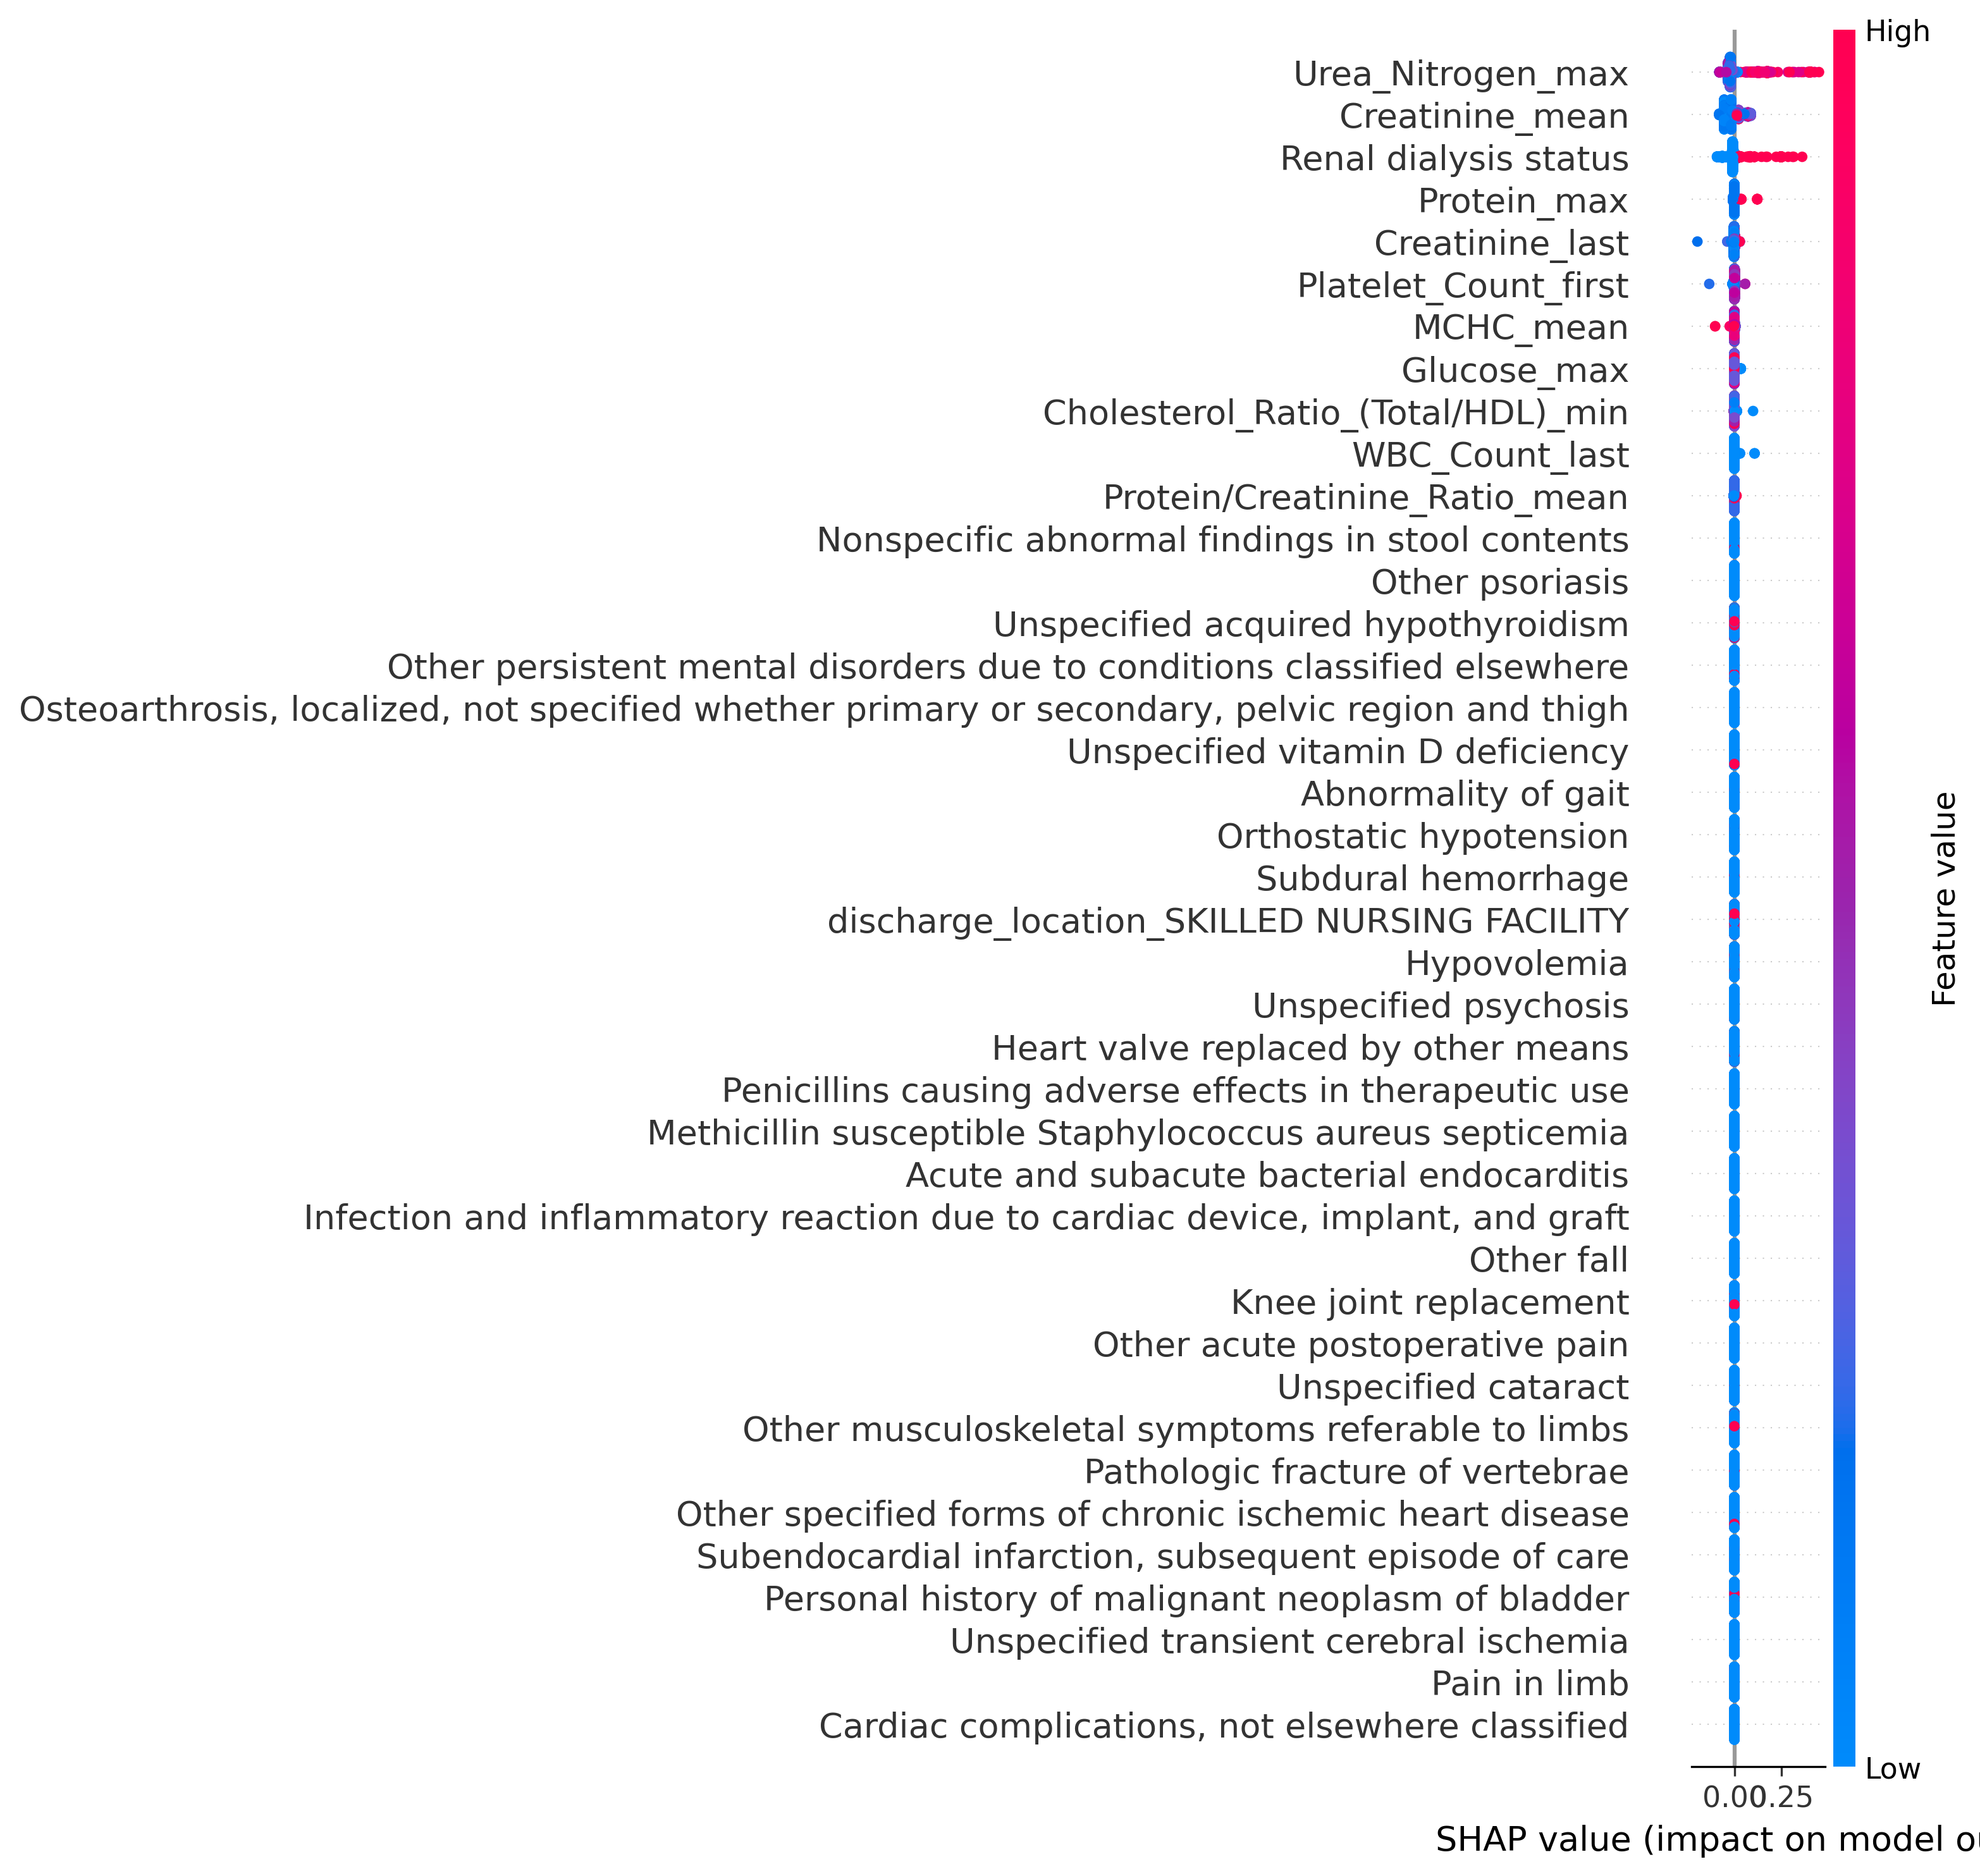 High
Urea_Nitrogen_max
Creatinine_mean
Renal dialysis status
Protein_max
Creatinine_last
Platelet_Count_first
MCHC_mean
Glucose_max
Cholesterol_Ratio_(Total/HDL)_min
WBC_Count_last
Protein/Creatinine_Ratio_mean
Nonspecific abnormal findings in stool contents
Other psoriasis
Unspecified acquired hypothyroidism
Other persistent mental disorders due to conditions classified elsewhere
Osteoarthrosis, localized, not specified whether primary or secondary, pelvic region and thigh
Unspecified vitamin D deficiency
Abnormality of gait
Orthostatic hypotension
Subdural hemorrhage
discharge_location_SKILLED NURSING FACILITY
Hypovolemia
Unspecified psychosis
Heart valve replaced by other means
Penicillins causing adverse effects in therapeutic use
Methicillin susceptible Staphylococcus aureus septicemia
Acute and subacute bacterial endocarditis
Infection and inflammatory reaction due to cardiac device, implant, and graft
Other fall
Knee joint replacement
Other acute postoperative pain
Unspecified cataract
Other musculoskeletal symptoms referable to limbs
Pathologic fracture of vertebrae
Other specified forms of chronic ischemic heart disease
Subendocardial infarction, subsequent episode of care
Personal history of malignant neoplasm of bladder
Unspecified transient cerebral ischemia
Pain in limb
Cardiac complications, not elsewhere classified
Feature value
Low
0.00 0.25
SHAP value (impact on model